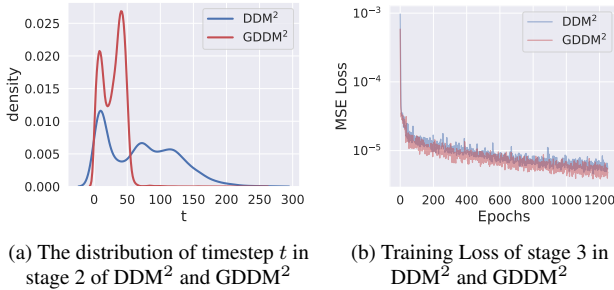 0.025
0.020
0.015
0.010
0.005
0.000
density
0 50 100 150 200 250 300
t
DDM²
GDDM²
(a) The distribution of timestep t in
stage 2 of DDM² and GDDM²
10⁻³
10⁻⁴
10⁻⁵
MSE Loss
0 200 400 600 800 1000 1200
Epochs
DDM²
GDDM²
(b) Training Loss of stage 3 in
DDM² and GDDM²